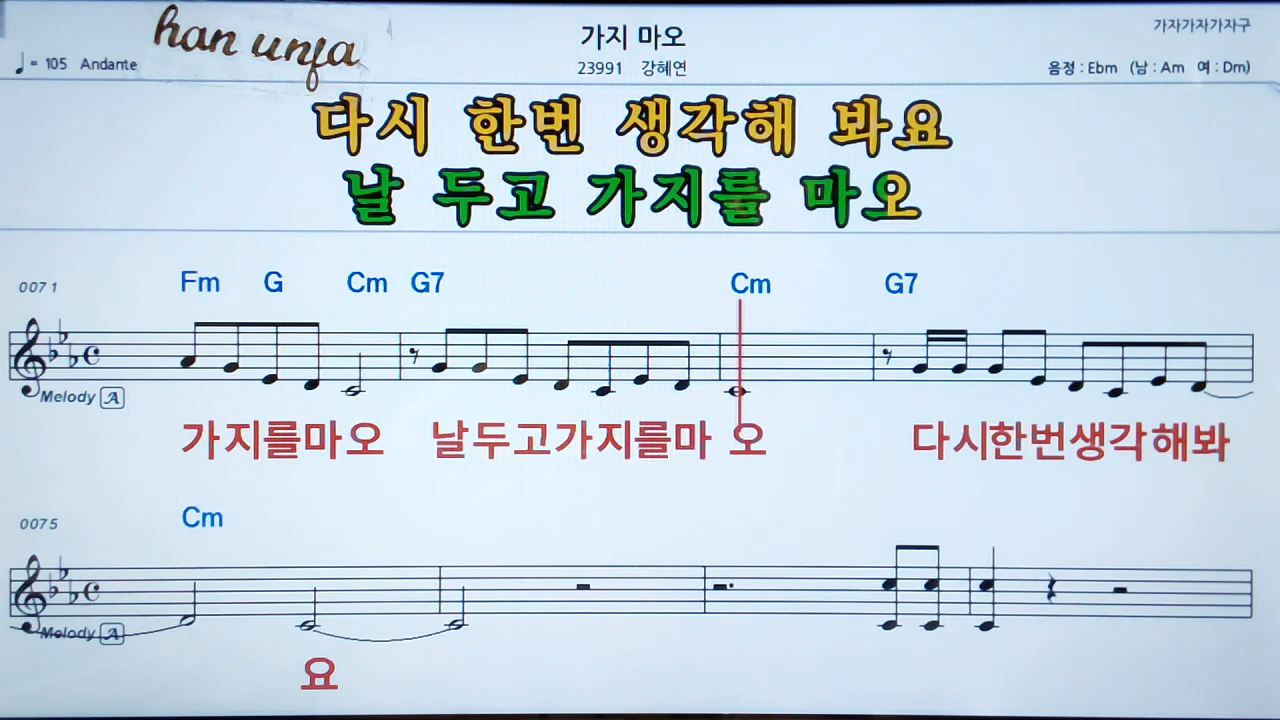 han unfa
가지 마오
가자가자가자구
♩= 105 Andante
23991 강혜연
음정 : Ebm (남 : Am 여 : Dm)
다시 한번 생각해 봐요
날 두고 가지를 마오
0071 Fm G Cm G7 Cm G7
Melody A
가지를마오 날두고가지를마 오 다시한번생각해봐
0075 Cm
Melody A
요